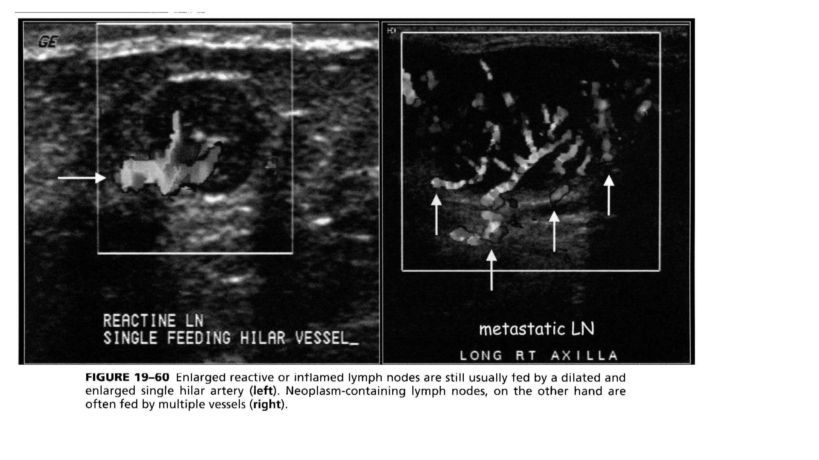 GE
REACTINE LN
SINGLE FEEDING HILAR VESSEL_
metastatic LN
LONG RT AXILLA
FIGURE 19–60 Enlarged reactive or inflamed lymph nodes are still usually fed by a dilated and
enlarged single hilar artery (left). Neoplasm-containing lymph nodes, on the other hand are
often fed by multiple vessels (right).